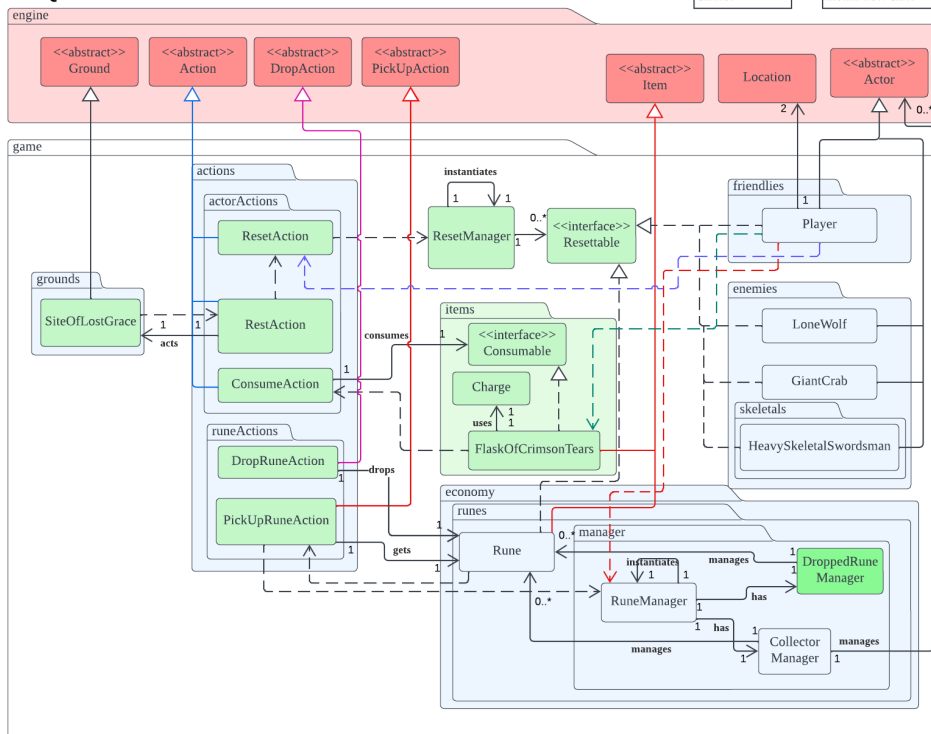 engine
<<abstract>>
Ground
<<abstract>>
Action
<<abstract>>
DropAction
<<abstract>>
PickUpAction
<<abstract>>
Item
Location
<<abstract>>
Actor
2
0..*
game
actions
actorActions
ResetAction
instantiates
1
1
ResetManager
1
0..*
<<interface>>
Resettable
friendlies
1
Player
grounds
SiteOfLostGrace
1
1
acts
RestAction
enemies
LoneWolf
GiantCrab
skeletals
HeavySkeletalSwordsman
items
consumes
1
<<interface>>
Consumable
1
ConsumeAction
Charge
1
uses
1
FlaskOfCrimsonTears
runeActions
DropRuneAction
1
drops
PickUpRuneAction
1
gets
1
1
economy
runes
Rune
0..*
0..*
manager
manages
1
1
DroppedRune
Manager
instantiates
1
1
RuneManager
1
has
1
has
1
1
Collector
Manager
manages
1
manages